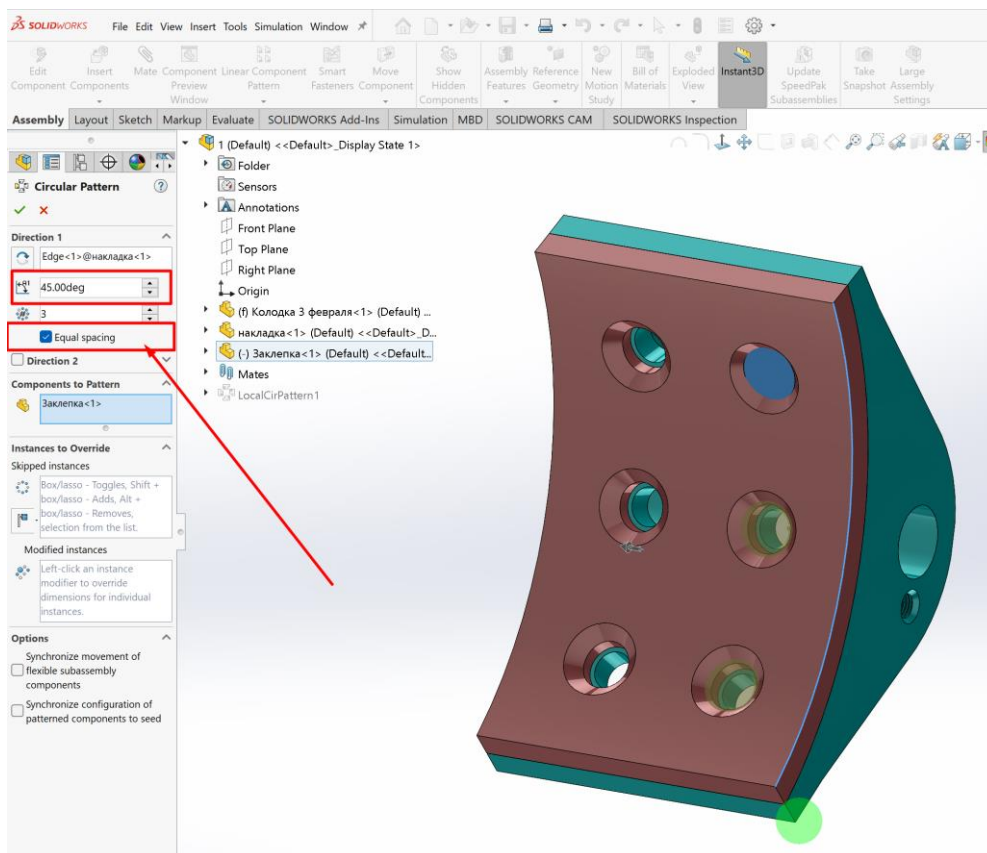 SOLIDWORKS File Edit View Insert Tools Simulation Window
Edit Component
Insert Components
Mate
Component Preview Window
Linear Component Pattern
Smart Fasteners
Move Component
Show Hidden Components
Assembly Features
Reference Geometry
New Motion Study
Bill of Materials
Exploded View
Instant3D
Update SpeedPak Subassemblies
Take Snapshot
Large Assembly Settings
Assembly Layout Sketch Markup Evaluate SOLIDWORKS Add-Ins Simulation MBD SOLIDWORKS CAM SOLIDWORKS Inspection
Circular Pattern
Direction 1
Edge<1>@накладка<1>
45.00deg
3
Equal spacing
Direction 2
Components to Pattern
Заклепка<1>
Instances to Override
Skipped instances
Box/lasso - Toggles, Shift +
box/lasso - Adds, Alt +
box/lasso - Removes,
selection from the list.
Modified instances
Left-click an instance
modifier to override
dimensions for individual
instances.
Options
Synchronize movement of
flexible subassembly
components
Synchronize configuration of
patterned components to seed
1 (Default) <<Default>_Display State 1>
Folder
Sensors
Annotations
Front Plane
Top Plane
Right Plane
Origin
(f) Колодка 3 февраля<1> (Default) ...
накладка<1> (Default) <<Default>_D...
(-) Заклепка<1> (Default) <<Default...
Mates
LocalCirPattern1